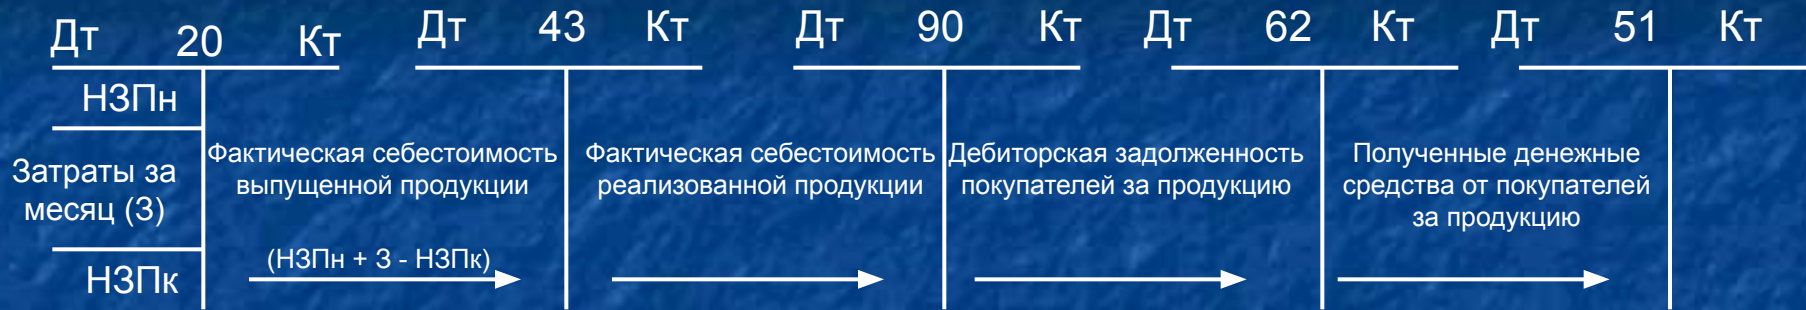 Дт 20 Кт
Дт 43 Кт
Дт 90 Кт
Дт 62 Кт
Дт 51 Кт
НЗПн
Затраты за
месяц (З)
НЗПк
Фактическая себестоимость
выпущенной продукции
(НЗПн + З - НЗПк)
Фактическая себестоимость
реализованной продукции
Дебиторская задолженность
покупателей за продукцию
Полученные денежные
средства от покупателей
за продукцию